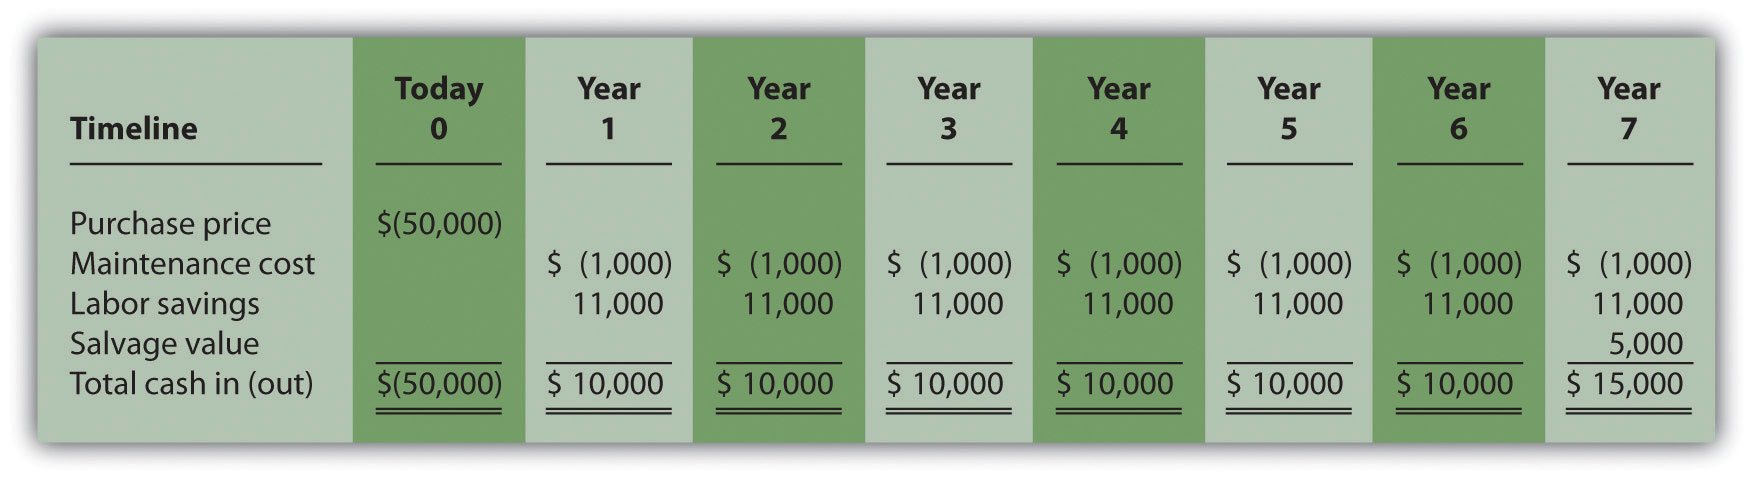 Today Year Year Year Year Year Year Year
Timeline 0 1 2 3 4 5 6 7
Purchase price $(50,000)
Maintenance cost $ (1,000) $ (1,000) $ (1,000) $ (1,000) $ (1,000) $ (1,000) $ (1,000)
Labor savings 11,000 11,000 11,000 11,000 11,000 11,000 11,000
Salvage value 5,000
Total cash in (out) $(50,000) $ 10,000 $ 10,000 $ 10,000 $ 10,000 $ 10,000 $ 10,000 $ 15,000